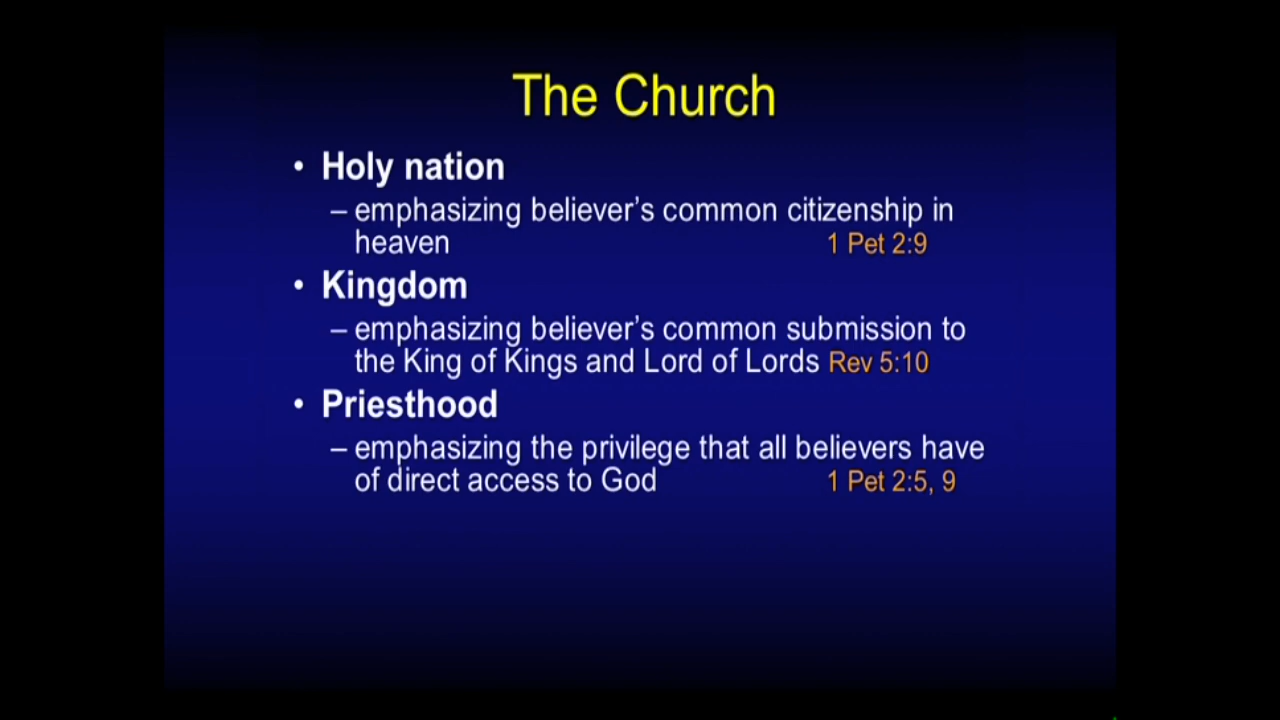 The Church
• Holy nation
– emphasizing believer's common citizenship in
heaven 1 Pet 2:9
• Kingdom
– emphasizing believer's common submission to
the King of Kings and Lord of Lords Rev 5:10
• Priesthood
– emphasizing the privilege that all believers have
of direct access to God 1 Pet 2:5, 9